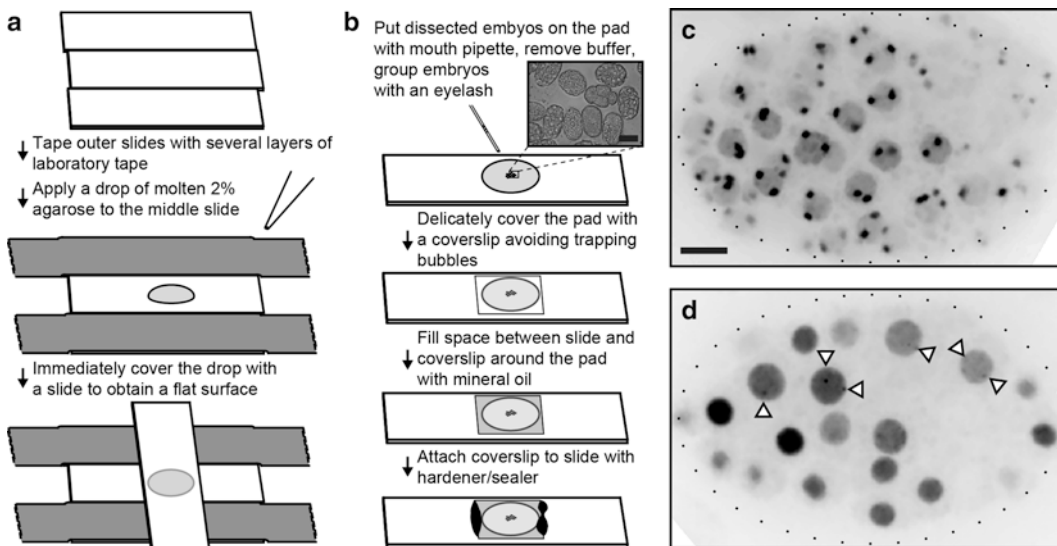 a
Tape outer slides with several layers of
laboratory tape
Apply a drop of molten 2%
agarose to the middle slide
Immediately cover the drop with
a slide to obtain a flat surface
b
Put dissected embyos on the pad
with mouth pipette, remove buffer,
group embryos
with an eyelash
Delicately cover the pad with
a coverslip avoiding trapping
bubbles
Fill space between slide and
coverslip around the pad
with mineral oil
Attach coverslip to slide with
hardener/sealer
c
d